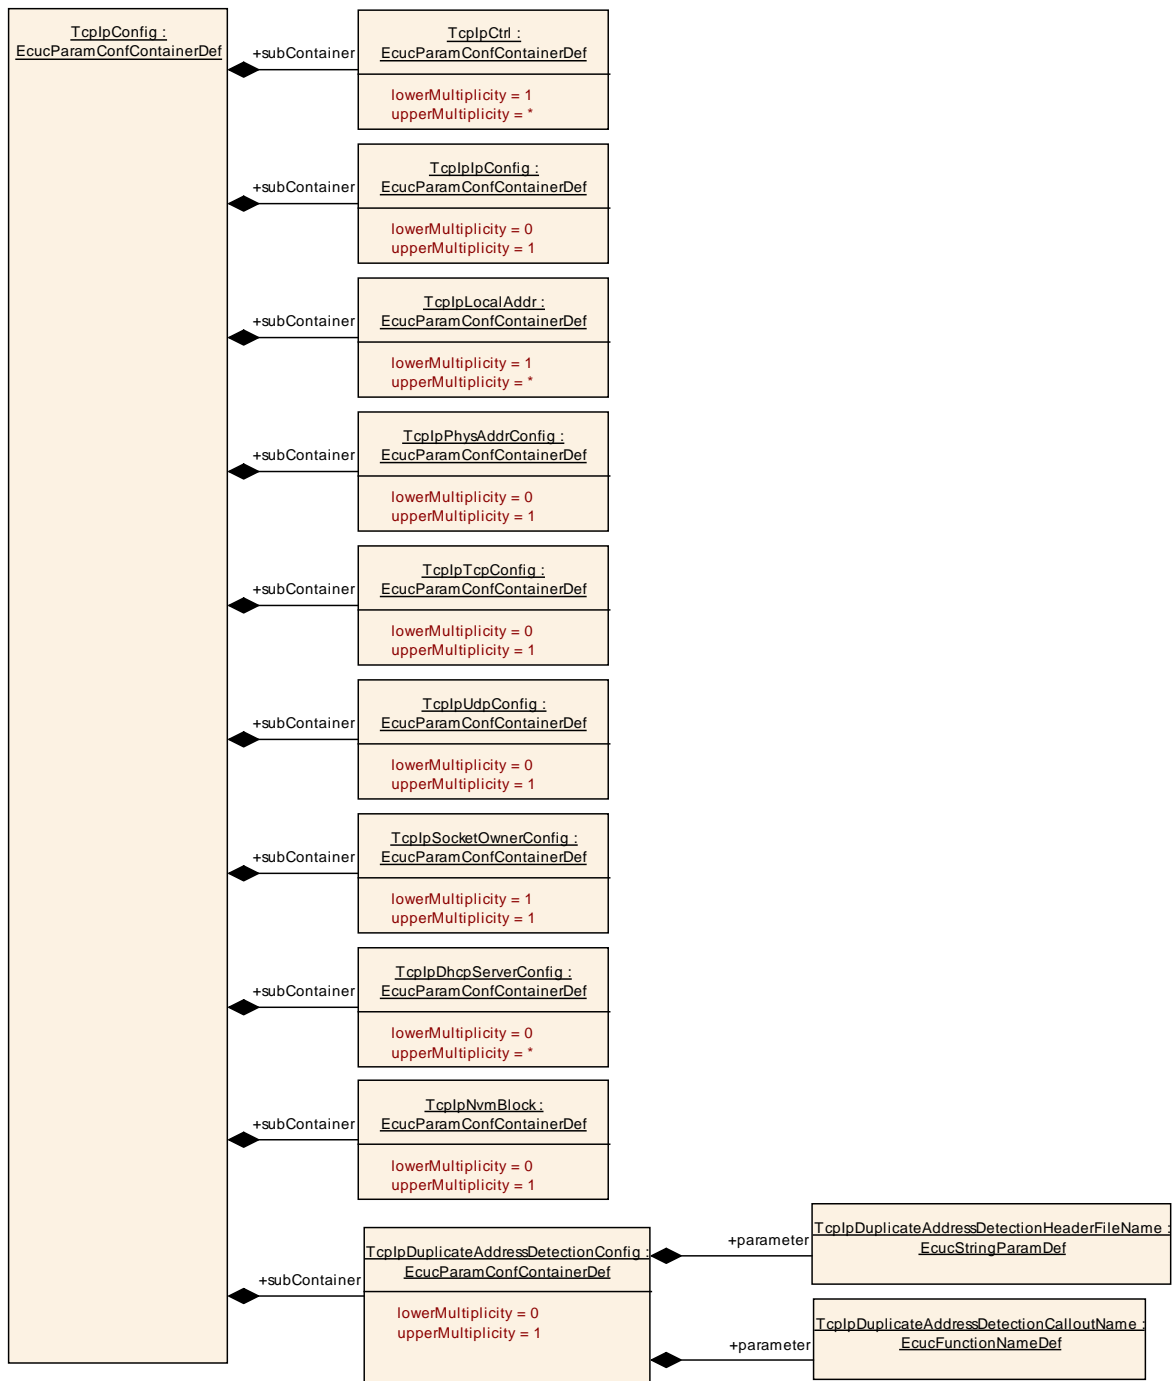 TcpIpConfig :
EcucParamConfContainerDef
+subContainer
TcpIpCtrl :
EcucParamConfContainerDef
lowerMultiplicity = 1
upperMultiplicity = *
+subContainer
TcpIpIpConfig :
EcucParamConfContainerDef
lowerMultiplicity = 0
upperMultiplicity = 1
+subContainer
TcpIpLocalAddr :
EcucParamConfContainerDef
lowerMultiplicity = 1
upperMultiplicity = *
+subContainer
TcpIpPhysAddrConfig :
EcucParamConfContainerDef
lowerMultiplicity = 0
upperMultiplicity = 1
+subContainer
TcpIpTcpConfig :
EcucParamConfContainerDef
lowerMultiplicity = 0
upperMultiplicity = 1
+subContainer
TcpIpUdpConfig :
EcucParamConfContainerDef
lowerMultiplicity = 0
upperMultiplicity = 1
+subContainer
TcpIpSocketOwnerConfig :
EcucParamConfContainerDef
lowerMultiplicity = 1
upperMultiplicity = 1
+subContainer
TcpIpDhcpServerConfig :
EcucParamConfContainerDef
lowerMultiplicity = 0
upperMultiplicity = *
+subContainer
TcpIpNvmBlock :
EcucParamConfContainerDef
lowerMultiplicity = 0
upperMultiplicity = 1
+subContainer
TcpIpDuplicateAddressDetectionConfig :
EcucParamConfContainerDef
lowerMultiplicity = 0
upperMultiplicity = 1
+parameter
TcpIpDuplicateAddressDetectionHeaderFileName :
EcucStringParamDef
+parameter
TcpIpDuplicateAddressDetectionCalloutName :
EcucFunctionNameDef